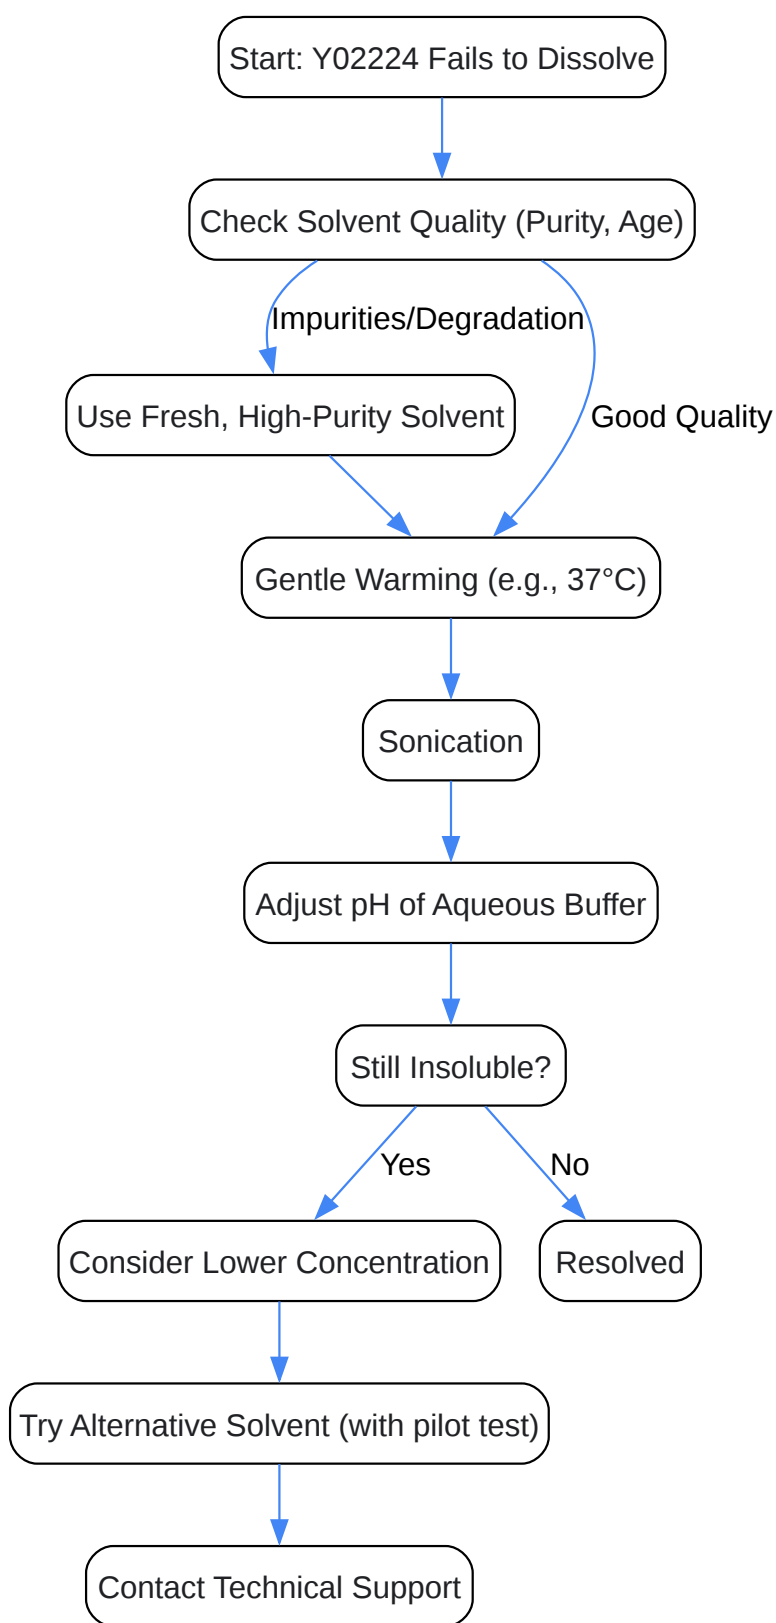 Start: Y02224 Fails to Dissolve
Check Solvent Quality (Purity, Age)
Impurities/Degradation
Use Fresh, High-Purity Solvent
Good Quality
Gentle Warming (e.g., 37°C)
Sonication
Adjust pH of Aqueous Buffer
Still Insoluble?
Yes
No
Consider Lower Concentration
Resolved
Try Alternative Solvent (with pilot test)
Contact Technical Support